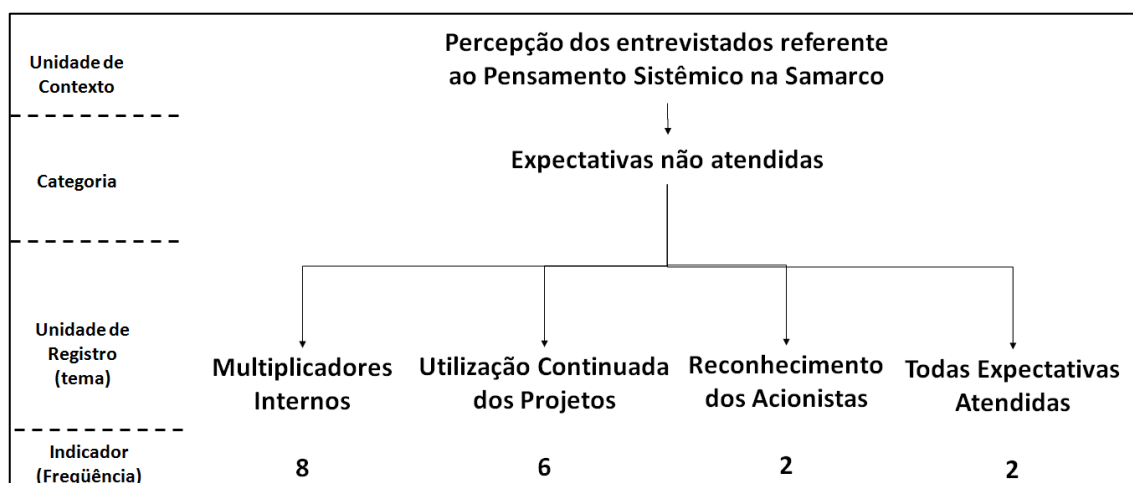 Unidade de
Contexto
Percepção dos entrevistados referente
ao Pensamento Sistêmico na Samarco
Categoria
Expectativas não atendidas
Unidade de
Registro
(tema)
Multiplicadores
Internos
Utilização Continuada
dos Projetos
Reconhecimento
dos Acionistas
Todas Expectativas
Atendidas
Indicador
(Freqüência)
8
6
2
2